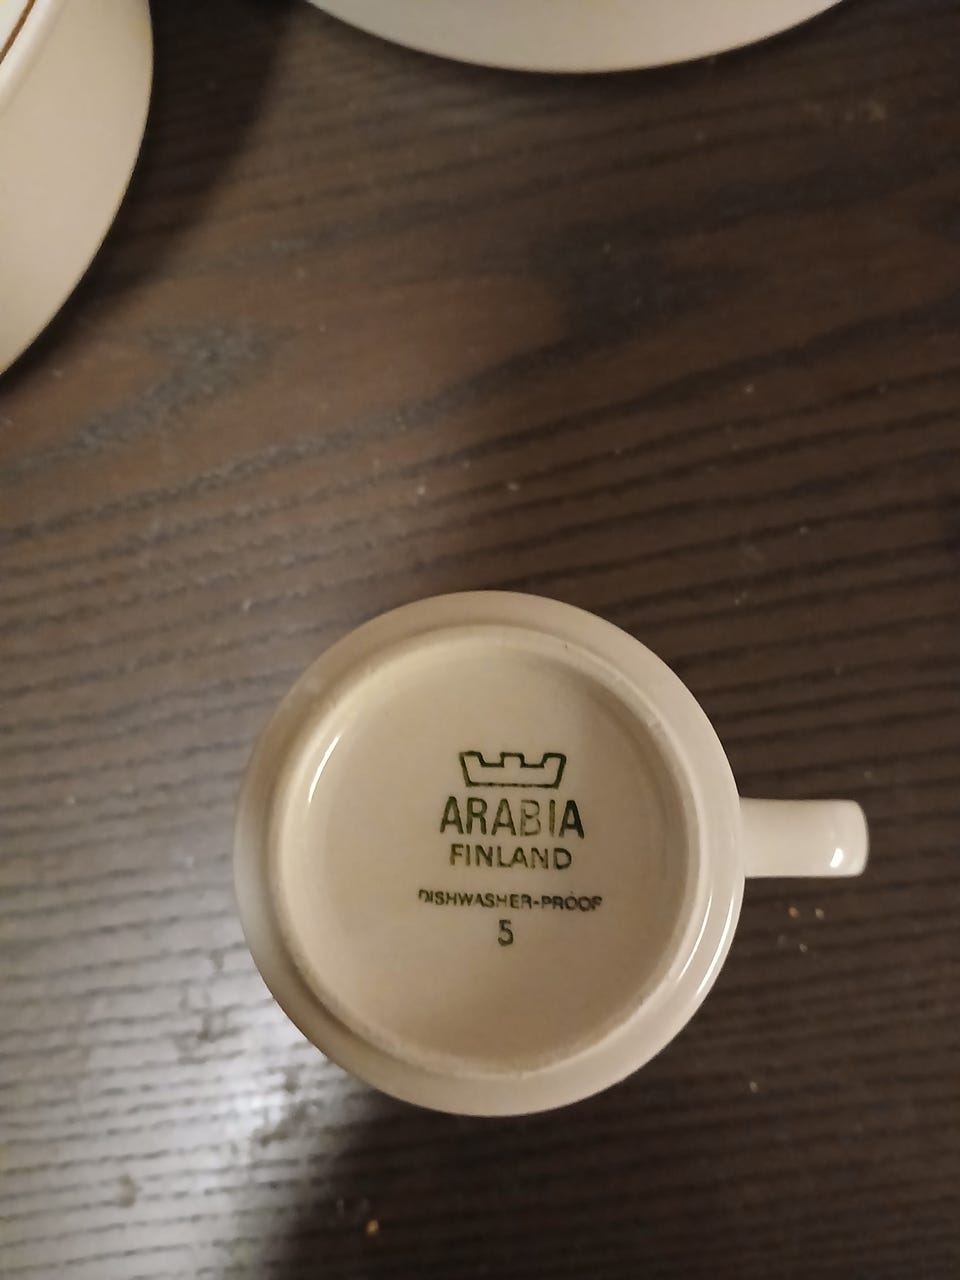 ARABIA
FINLAND
DISHWASHER-PROOF
5